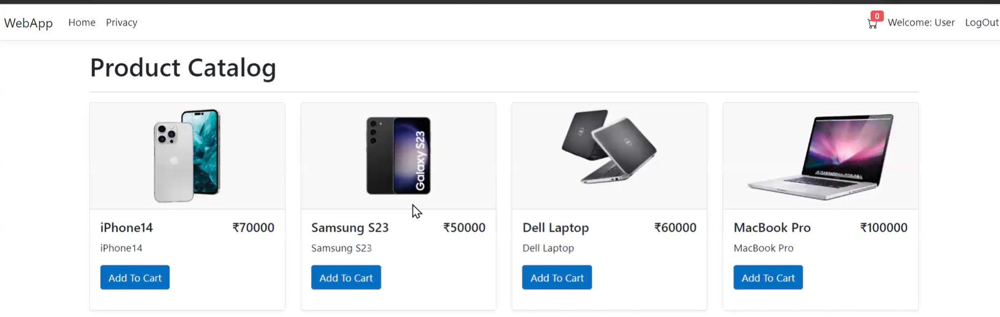 WebApp Home Privacy 0 Welcome: User LogOut
Product Catalog
Galaxy S23
iPhone14 ₹70000
iPhone14
Add To Cart
Samsung S23 ₹50000
Samsung S23
Add To Cart
Dell Laptop ₹60000
Dell Laptop
Add To Cart
MacBook Pro ₹100000
MacBook Pro
Add To Cart